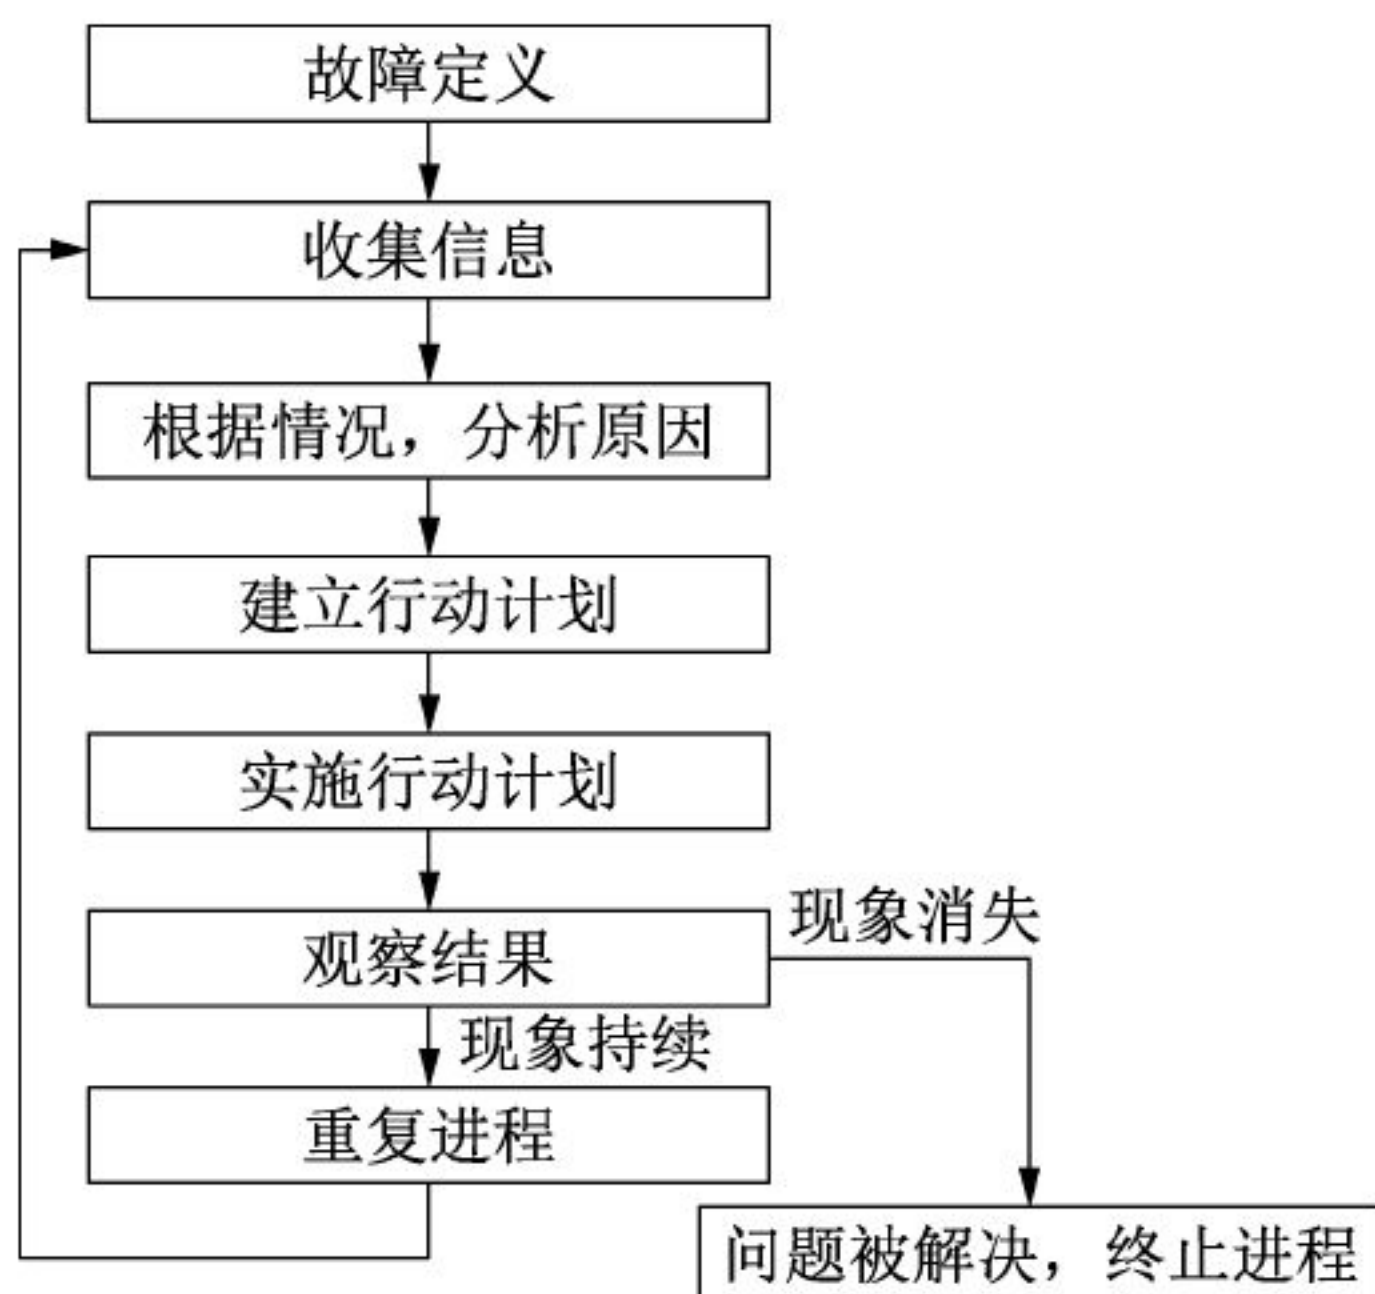 故障定义
收集信息
根据情况，分析原因
建立行动计划
实施行动计划
观察结果
现象消失
现象持续
重复进程
问题被解决，终止进程